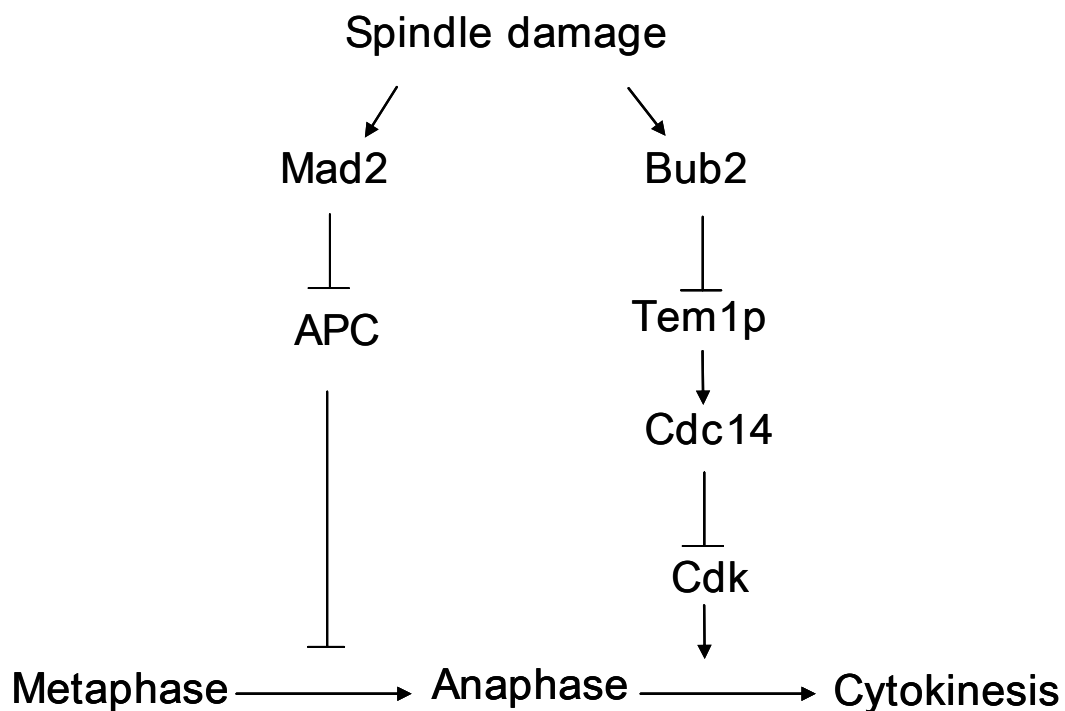 Spindle damage
Mad2 Bub2
APC Tem1p
Cdc14
Cdk
Metaphase Anaphase Cytokinesis